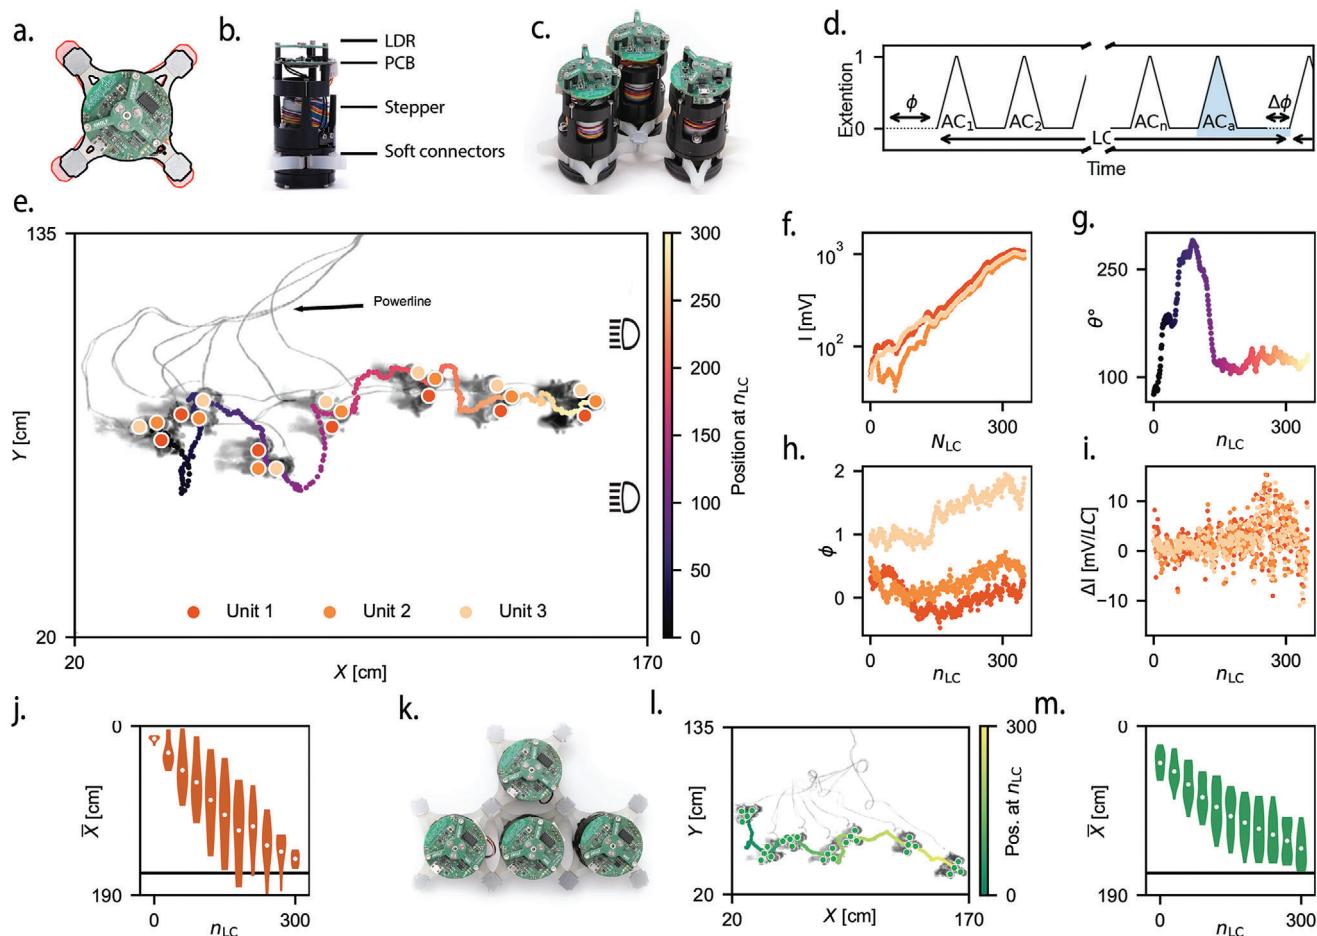 a.
b.
LDR
PCB
Stepper
Soft connectors
c.
d.
Extention
1
0
ϕ
AC1
AC2
ACn
ACa
Δϕ
LC
Time
e.
135
Y [cm]
20
20
X [cm]
170
Powerline
Unit 1
Unit 2
Unit 3
300
250
200
150
100
50
0
Position at nLC
f.
I [mV]
10³
10²
0
300
NLC
g.
θ°
250
100
0
300
nLC
h.
ϕ
2
1
0
0
300
nLC
i.
ΔI [mV/LC]
10
5
0
−10
0
300
nLC
j.
X̅ [cm]
0
190
0
300
nLC
k.
l.
135
Y [cm]
20
20
X [cm]
170
300
0
Pos. at nLC
m.
X̅ [cm]
0
190
0
300
nLC